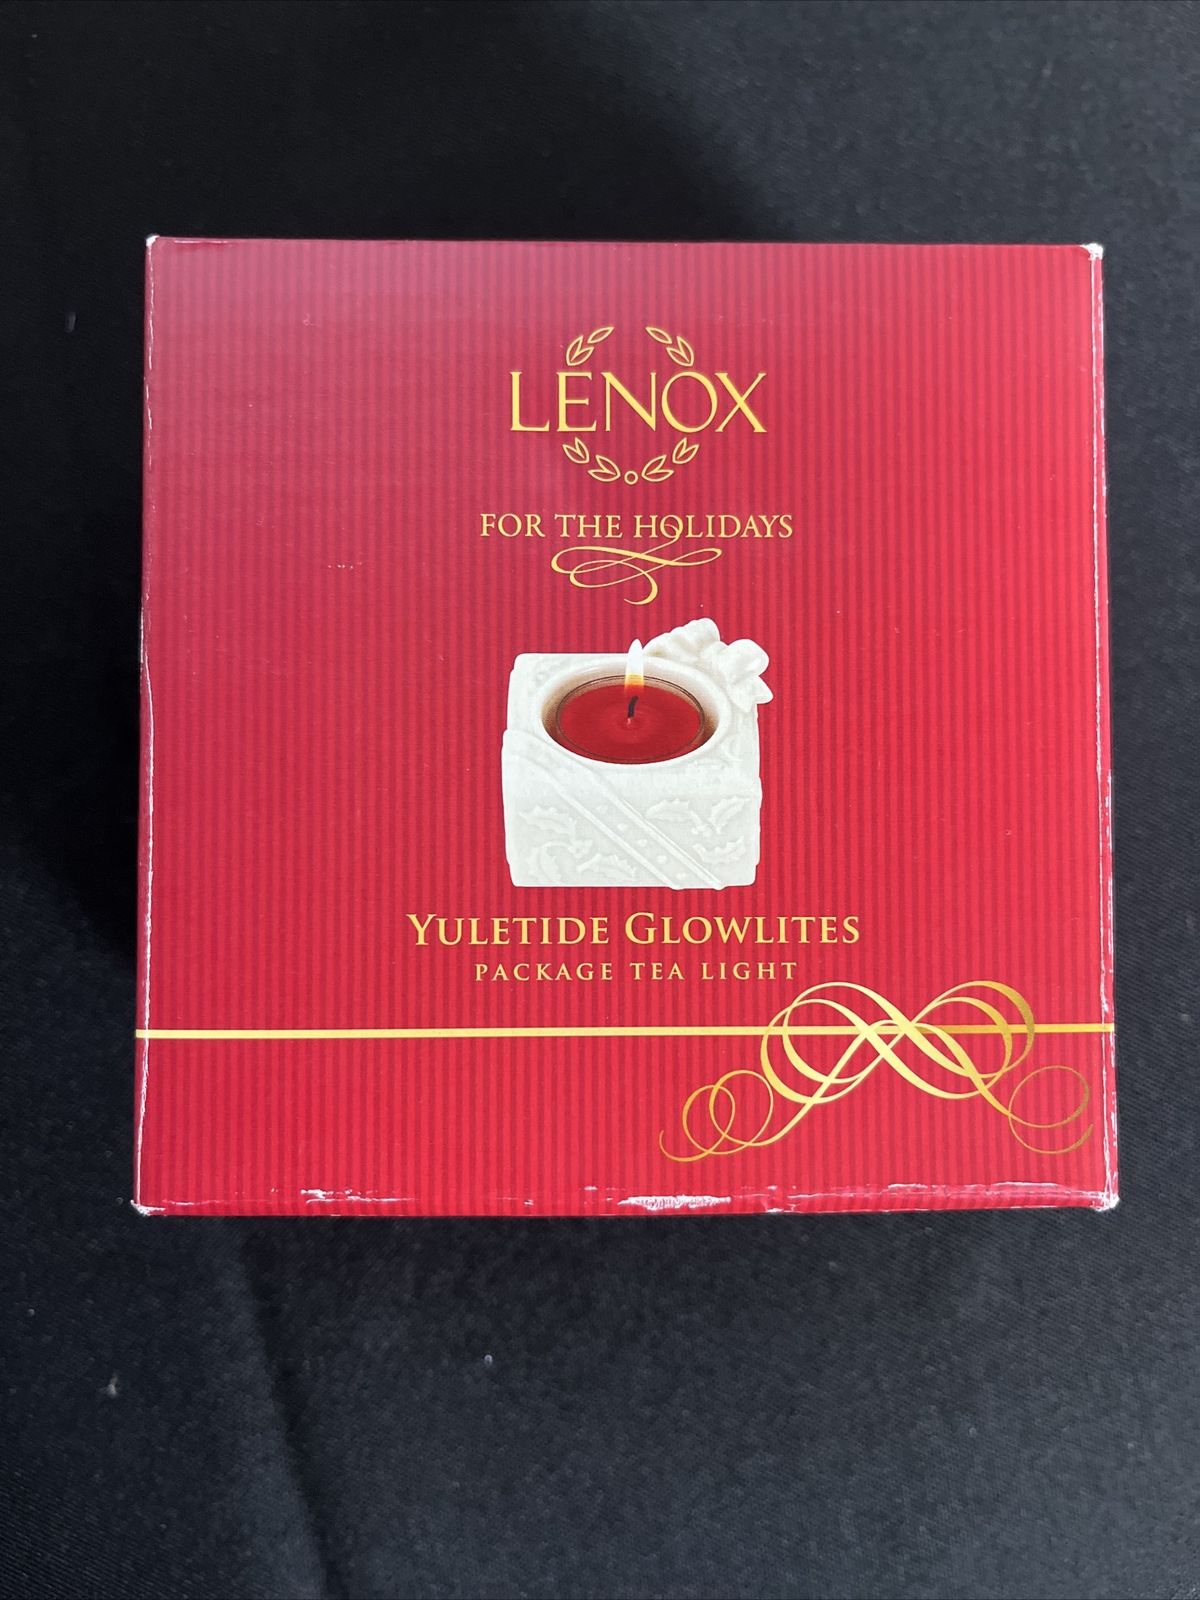 LENOX
FOR THE HOLIDAYS
YULETIDE GLOWLITES
PACKAGE TEA LIGHT